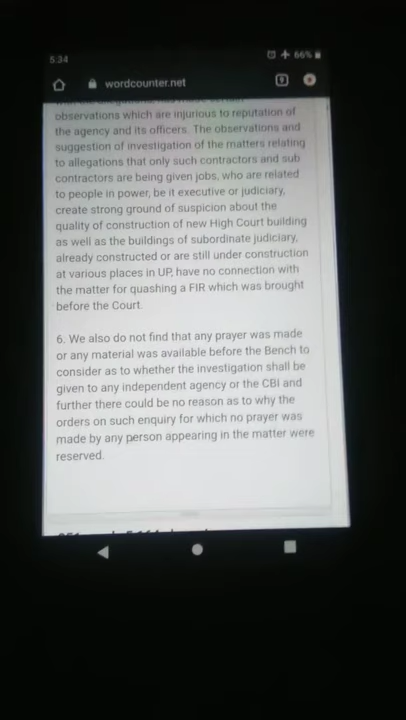 5:34
66%
wordcounter.net
9
observations which are injurious to reputation of
the agency and its officers. The observations and
suggestion of investigation of the matters relating
to allegations that only such contractors and sub
contractors are being given jobs, who are related
to people in power, be it executive or judiciary,
create strong ground of suspicion about the
quality of construction of new High Court building
as well as the buildings of subordinate judiciary,
already constructed or are still under construction
at various places in UP, have no connection with
the matter for quashing a FIR which was brought
before the Court.
6. We also do not find that any prayer was made
or any material was available before the Bench to
consider as to whether the investigation shall be
given to any independent agency or the CBI and
further there could be no reason as to why the
orders on such enquiry for which no prayer was
made by any person appearing in the matter were
reserved.